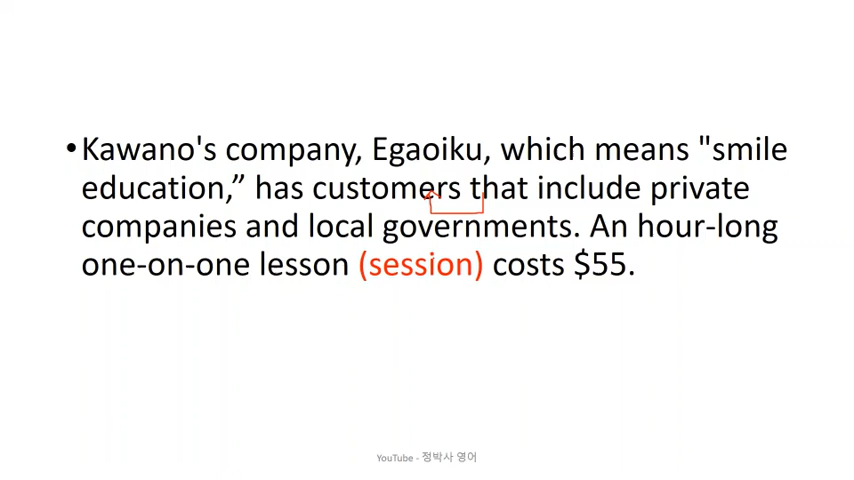 •Kawano's company, Egaoiku, which means "smile
education,” has customers that include private
companies and local governments. An hour-long
one-on-one lesson (session) costs $55.
YouTube - 정박사 영어